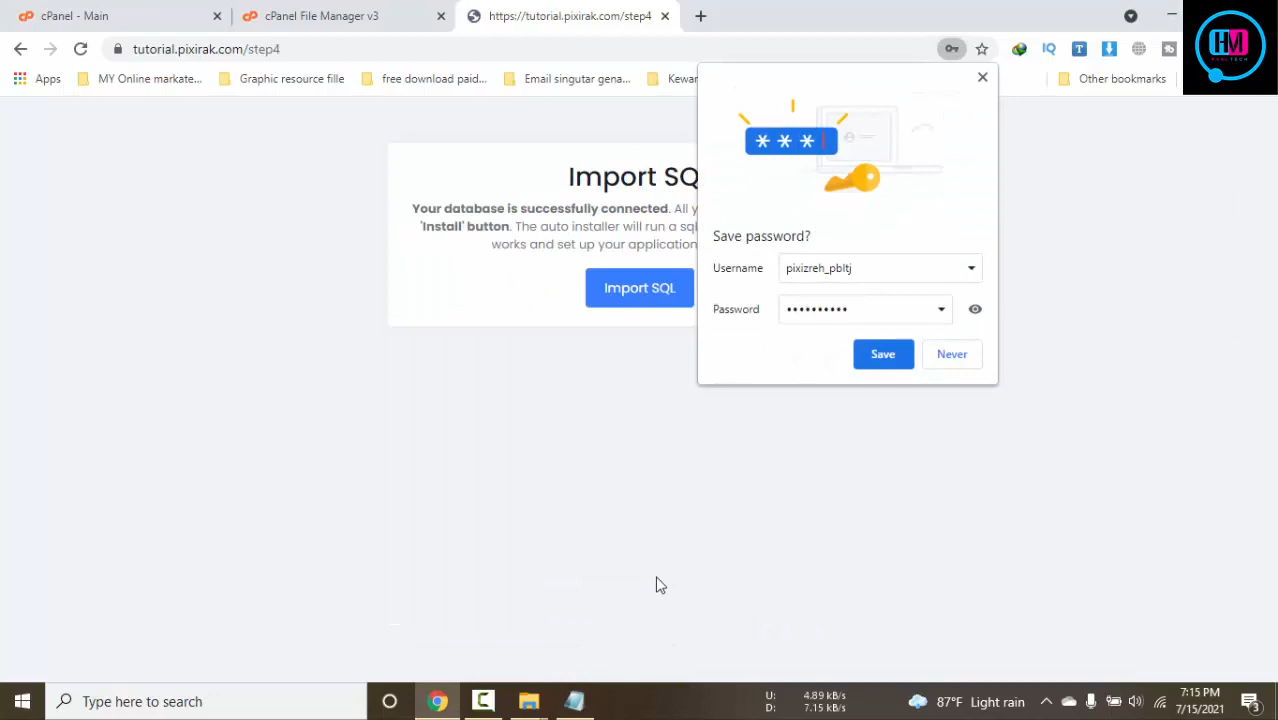 cPanel - Main
cPanel File Manager v3
https://tutorial.pixirak.com/step4
tutorial.pixirak.com/step4
IQ
T
Apps
MY Online markate...
Graphic resource fille
free download paid...
Email singutar gena...
Kewar
Other bookmarks
HM
Import SQ
Your database is successfully connected. All y
'Install' button. The auto installer will run a sql
works and set up your application
Import SQL
* * *
Save password?
Username
pixizreh_pbltj
Password
••••••••••
Save
Never
Type here to search
U: 4.89 kB/s
D: 7.15 kB/s
87°F Light rain
7:15 PM
7/15/2021
3